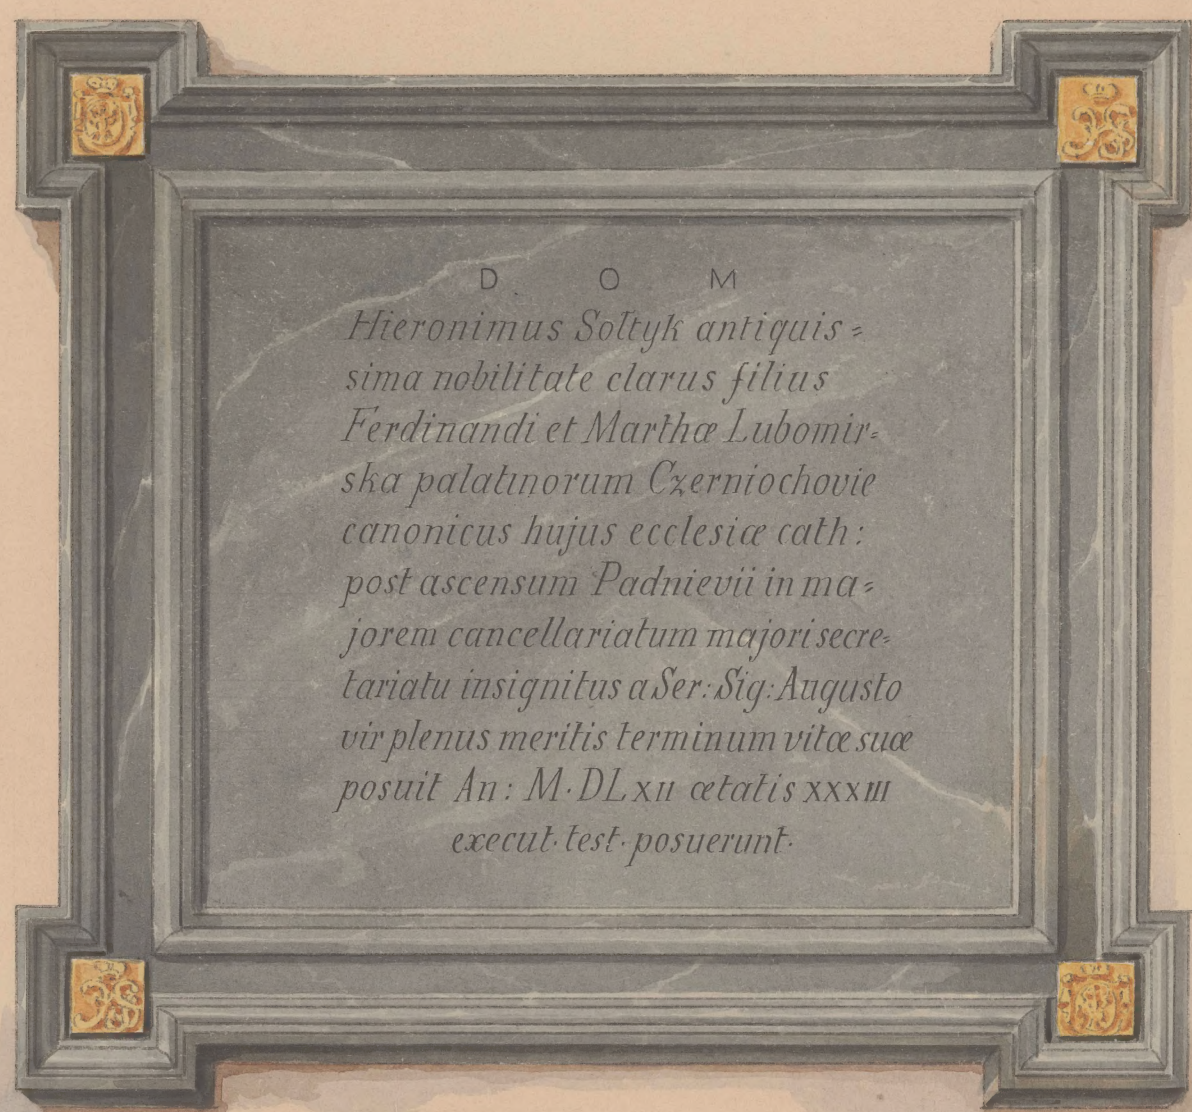 D. O. M
Hieronimus Sołtyk antiquis=
sima nobilitate clarus filius
Ferdinandi et Marthæ Lubomir=
ska palatinorum Czerniochovie
canonicus hujus ecclesiæ cath:
post ascensum Padnievii in ma=
jorem cancellariatum majori secre=
tariatu insignitus a Ser: Sig: Augusto
vir plenus meritis terminum vitæ suæ
posuit An: M·DLXII ætatis XXXIII
execut· test· posuerunt·